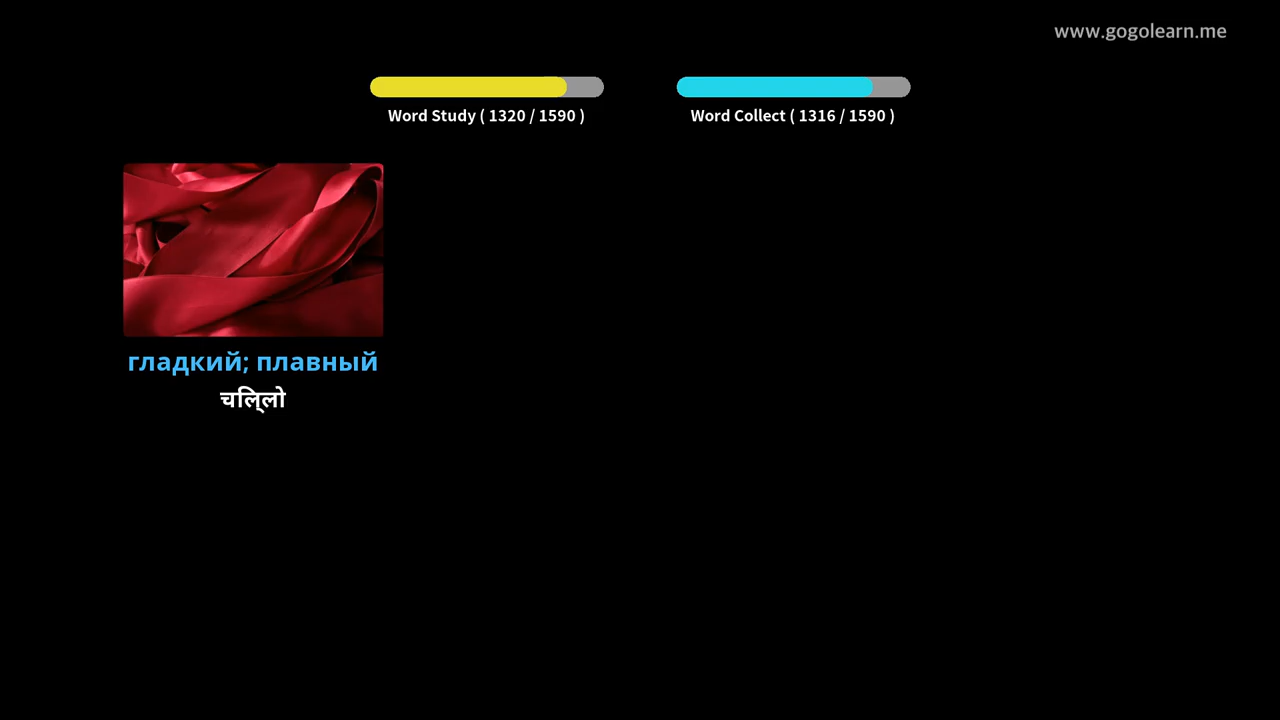 www.gogolearn.me
Word Study ( 1320 / 1590 )
Word Collect ( 1316 / 1590 )
гладкий; плавный
चिल्लो